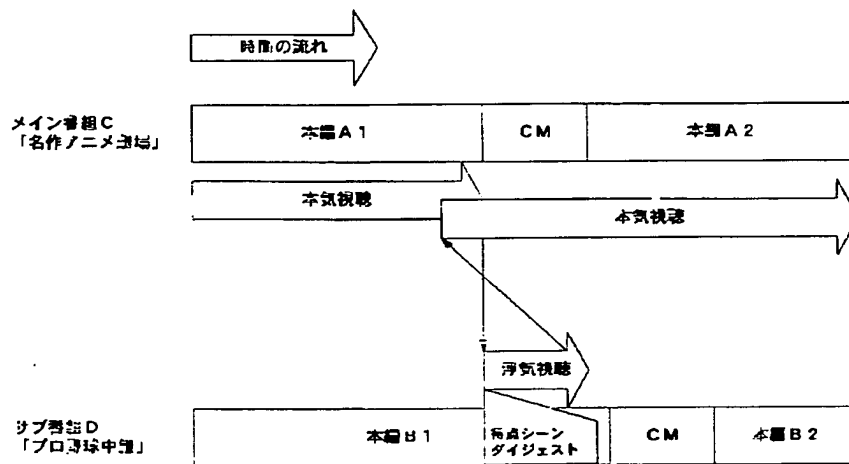 時間の流れ
メイン番組C
「名作アニメ劇場」
本編A1
CM
本編A2
本気視聴
本気視聴
浮気視聴
サブ番組D
「プロ野球中継」
本編B1
得点シーン
ダイジェスト
CM
本編B2